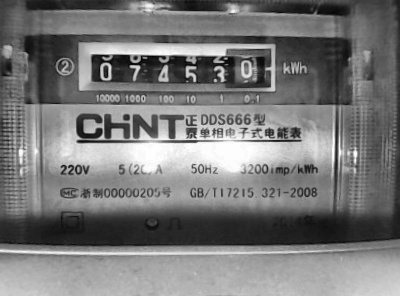 ② 074530 kWh
10000 1000 100 10 1 0.1
CHNT 正泰 DDS666型
单相电子式电能表
220V 5(20)A 50Hz 3200imp/kWh
MC 浙制00000205号 GB/T17215.321-2008